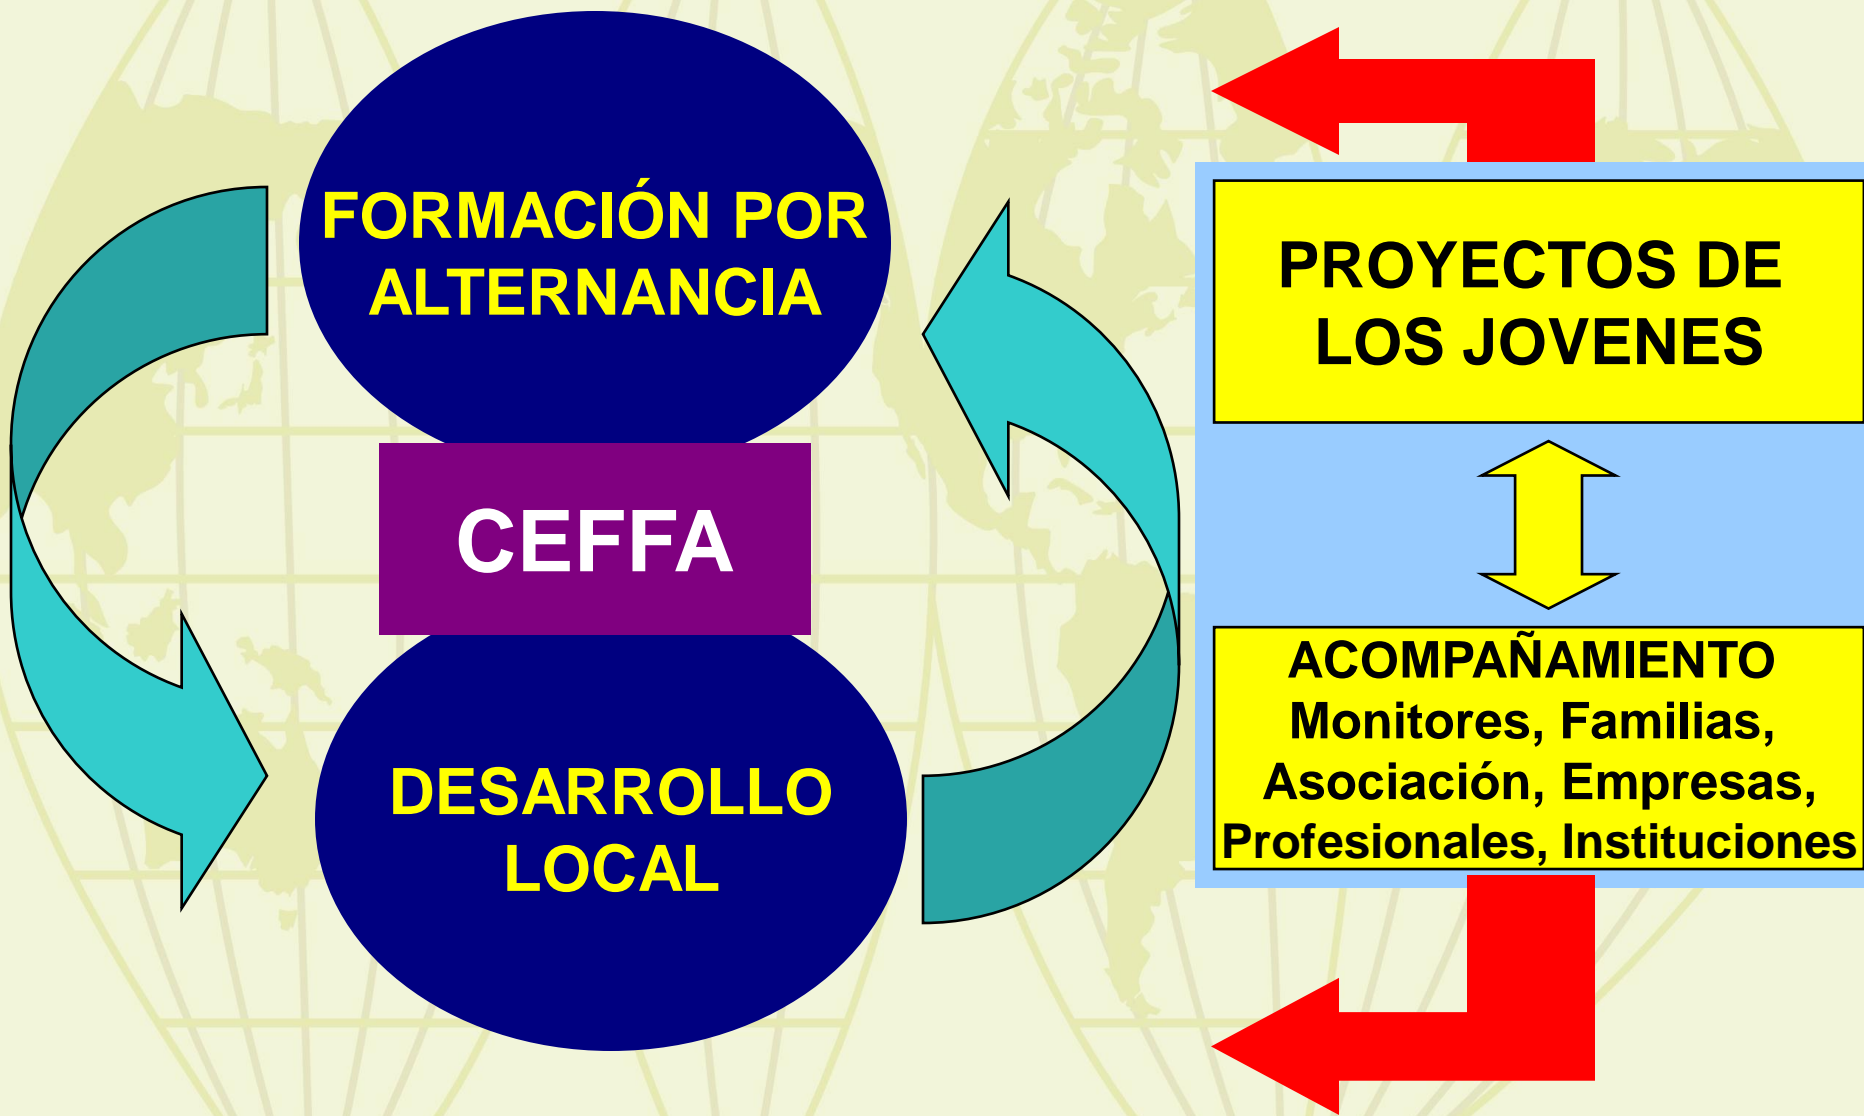 FORMACIÓN POR
ALTERNANCIA
CEFFA
DESARROLLO
LOCAL
PROYECTOS DE
LOS JOVENES
ACOMPAÑAMIENTO
Monitores, Familias,
Asociación, Empresas,
Profesionales, Instituciones